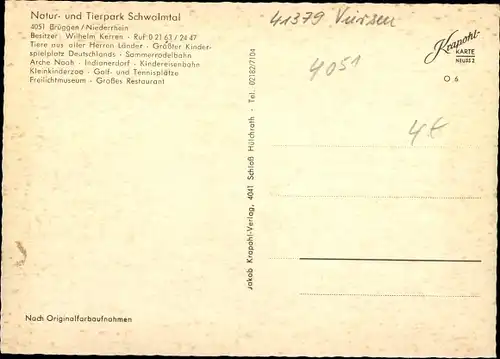 Natur- und Tierpark Schwalmtal
4051 Brüggen/Niederrhein
Besitzer Wilhelm Kerren · Ruf 0 21 63 / 24 47
Tiere aus aller Herren Länder · Größter Kinder-
spielplatz Deutschlands · Sommerrodelbahn
Arche Noah · Indianerdorf · Kindereisenbahn
Kleinkinderzoo · Golf- und Tennisplätze
Freilichtmuseum · Großes Restaurant
Nach Originalfarbaufnahmen
Jakob Krapohl-Verlag, 4041 Schloß Hülchrath · Tel. 02182/7104
41379 Viersen
4051
4€
Krapohl-
KARTE
NEUSS 2
O 6